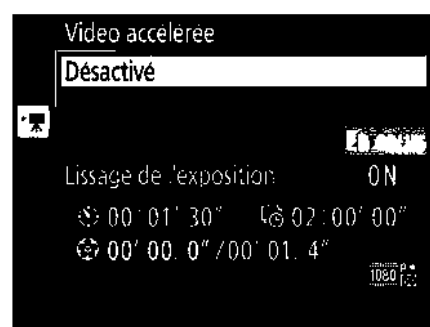 Video accélérée
Désactivé
Lissage de l'exposition ON
00:01'30" 02:00'00"
00'00.0"/00'01.4"
1080